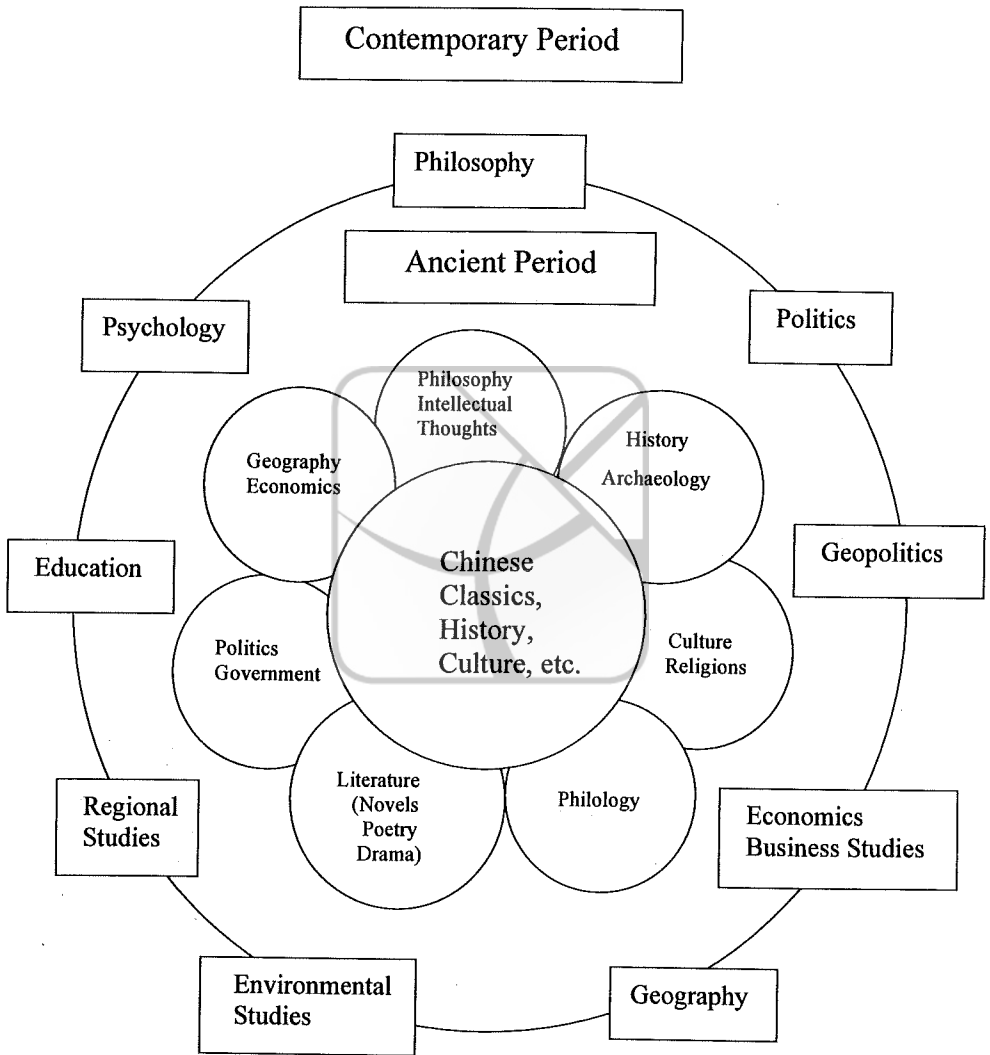 Contemporary Period
Philosophy
Ancient Period
Psychology
Politics
Philosophy
Intellectual
Thoughts
History
Archaeology
Geography
Economics
Education
Geopolitics
Chinese
Classics,
History,
Culture, etc.
Politics
Government
Culture
Religions
Literature
(Novels
Poetry
Drama)
Philology
Regional
Studies
Economics
Business Studies
Environmental
Studies
Geography